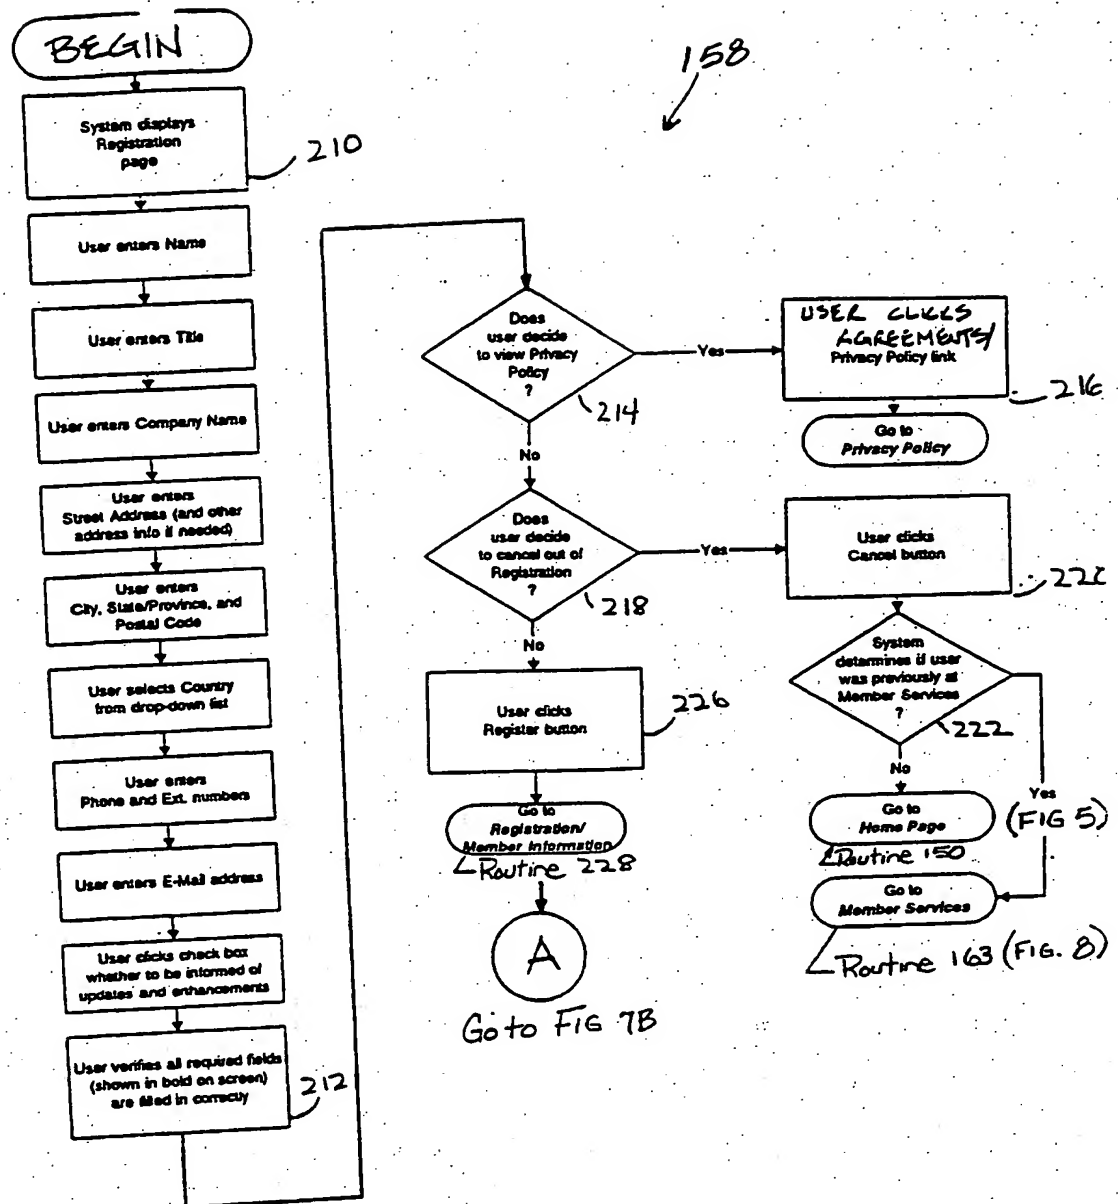 BEGIN
158
System displays
Registration
page
210
User enters Name
User enters Title
User enters Company Name
User enters
Street Address (and other
address info if needed)
User enters
City, State/Province, and
Postal Code
User selects Country
from drop-down list
User enters
Phone and Ext. numbers
User enters E-Mail address
User clicks check box
whether to be informed of
updates and enhancements
User verifies all required fields
(shown in bold on screen)
are filled in correctly
212
Does
user decide
to view Privacy
Policy
?
214
Yes
USER CLICKS
AGREEMENTS/
Privacy Policy link
216
Go to
Privacy Policy
No
Does
user decide
to cancel out of
Registration
?
218
Yes
User clicks
Cancel button
No
User clicks
Register button
226
Go to
Registration/
Member Information
Routine 228
A
Go to FIG 7B
System
determines if user
was previously at
Member Services
?
222
No
Yes
Go to
Home Page
(FIG 5)
Routine 150
Go to
Member Services
Routine 163 (FIG. 8)